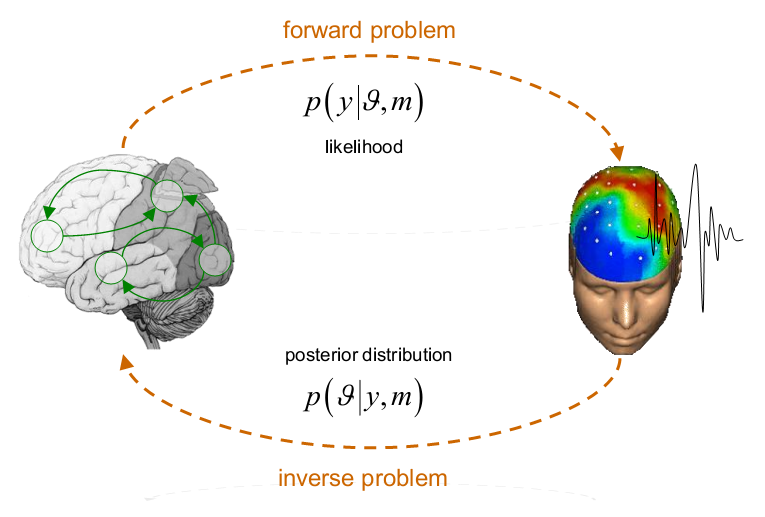 forward problem
p(y|ϑ,m)
likelihood
posterior distribution
p(ϑ|y,m)
inverse problem